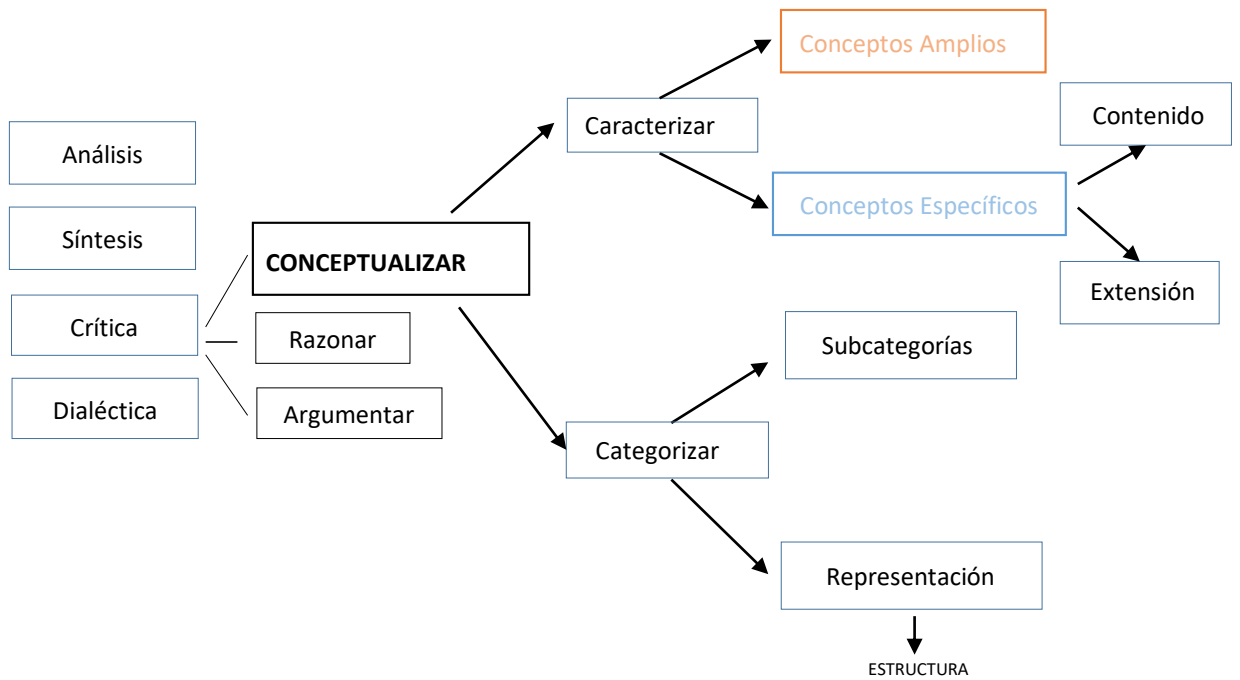 Análisis
Síntesis
Crítica
Dialéctica
CONCEPTUALIZAR
Razonar
Argumentar
Caracterizar
Categorizar
Conceptos Amplios
Conceptos Específicos
Subcategorías
Representación
ESTRUCTURA
Contenido
Extensión